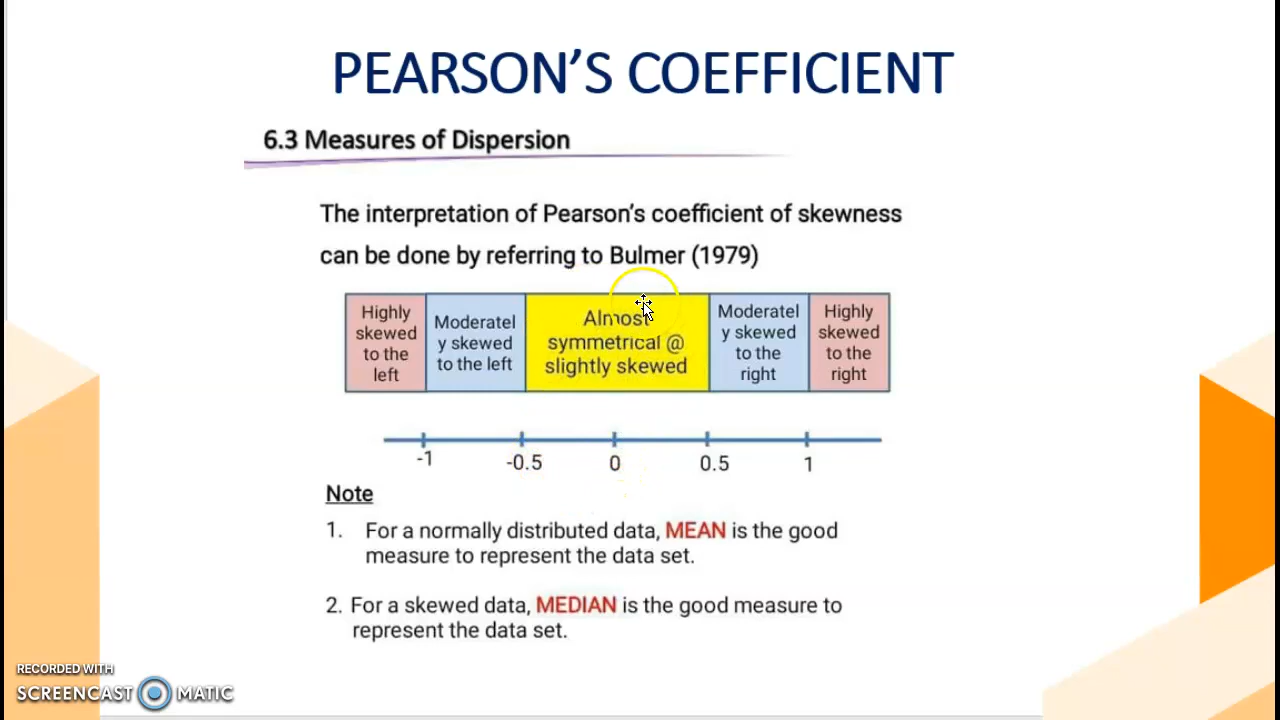 PEARSON’S COEFFICIENT
6.3 Measures of Dispersion
The interpretation of Pearson’s coefficient of skewness
can be done by referring to Bulmer (1979)
Highly
skewed
to the
left
Moderatel
y skewed
to the left
Almost
symmetrical @
slightly skewed
Moderatel
y skewed
to the
right
Highly
skewed
to the
right
-1
-0.5
0
0.5
1
Note
1. For a normally distributed data, MEAN is the good
measure to represent the data set.
2. For a skewed data, MEDIAN is the good measure to
represent the data set.
RECORDED WITH
SCREENCAST MATIC